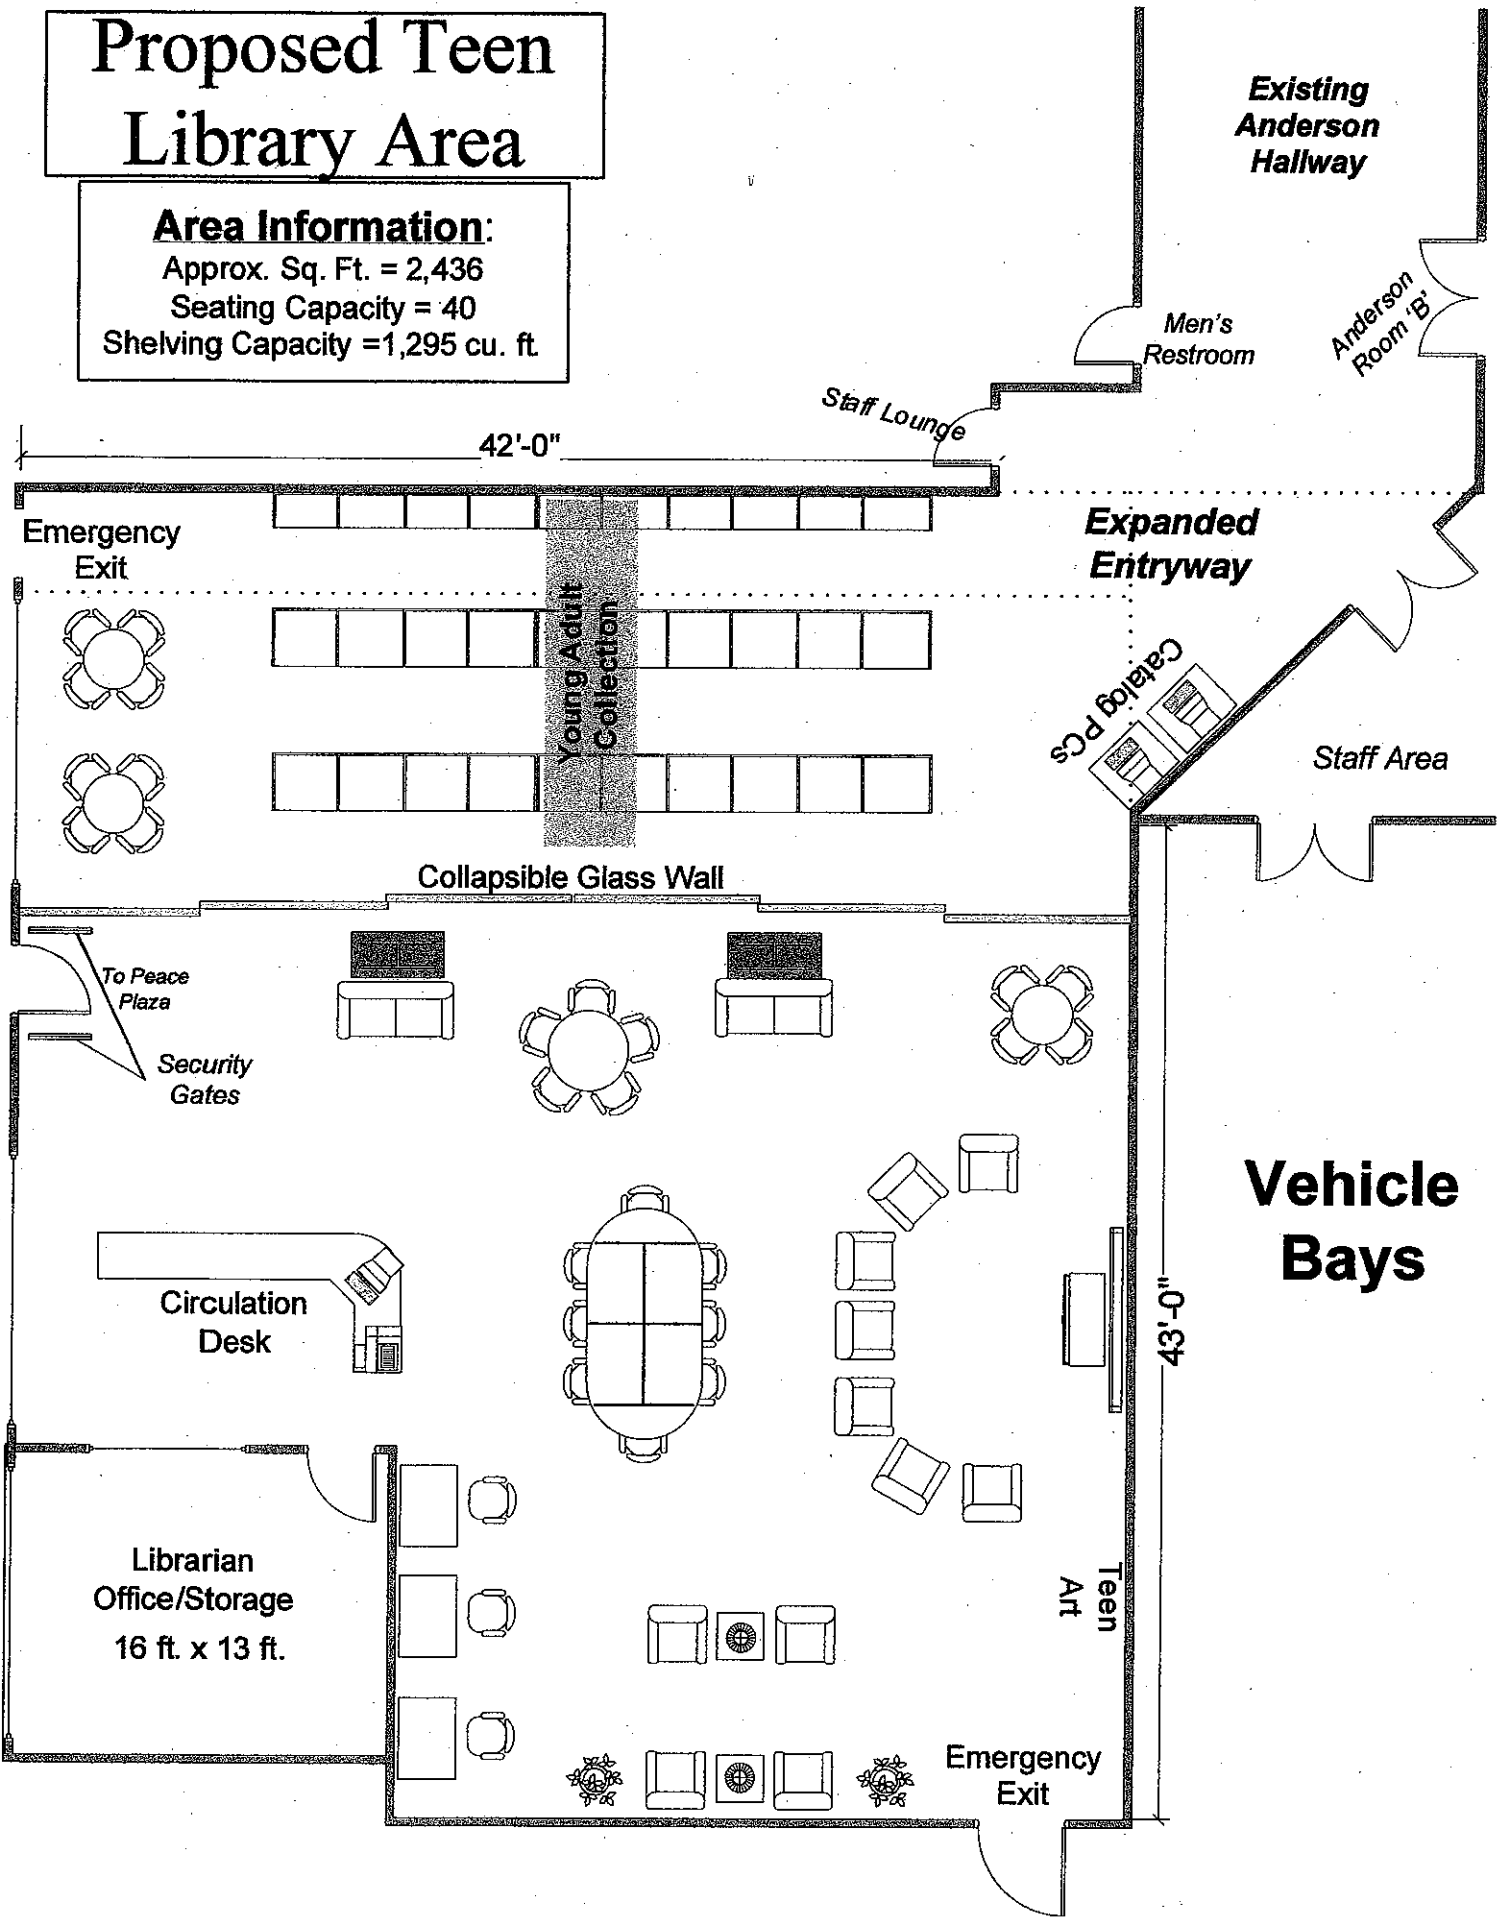 Proposed Teen
Library Area
Area Information:
Approx. Sq. Ft. = 2,436
Seating Capacity = 40
Shelving Capacity =1,295 cu. ft.
Existing
Anderson
Hallway
Men's
Restroom
Anderson
Room 'B'
Staff Lounge
42'-0"
Emergency
Exit
Expanded
Entryway
Young Adult
Collection
Catalog PCs
Staff Area
Collapsible Glass Wall
To Peace
Plaza
Security
Gates
Vehicle
Bays
Circulation
Desk
43'-0"
Librarian
Office/Storage
16 ft. x 13 ft.
Teen
Art
Emergency
Exit